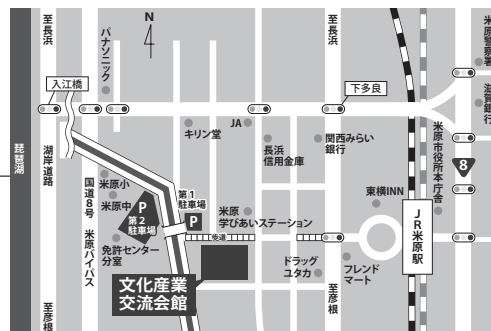 N
至長浜
至長浜
パナソニック
入江橋
下多良
米原警察署
滋賀銀行
キリン堂
JA
長浜
信用金庫
関西みらい
銀行
琵琶湖
湖岸道路
国道8号 米原バイパス
米原小
米原中
P
第2
駐車場
第1
駐車場
P
米原
学びあいステーション
東横INN
JR米原駅
米原市役所本庁舎
8
免許センター
分室
歩道
文化産業
交流会館
ドラッグ
ユタカ
フレンド
マート
至彦根
至彦根